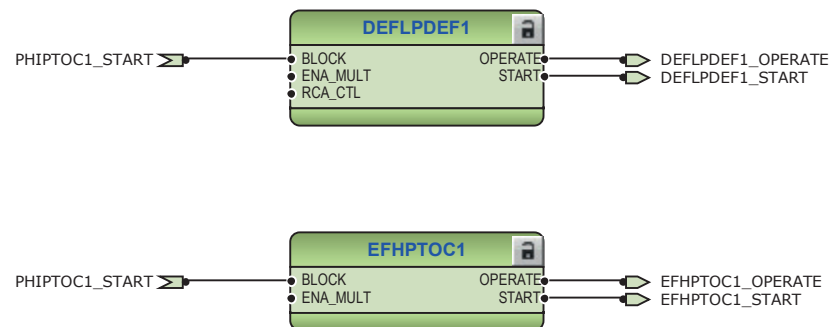 DEFLPDEF1
PHIPTOC1_START
BLOCK
OPERATE
DEFLPDEF1_OPERATE
ENA_MULT
START
DEFLPDEF1_START
RCA_CTL
EFHPTOC1
PHIPTOC1_START
BLOCK
OPERATE
EFHPTOC1_OPERATE
ENA_MULT
START
EFHPTOC1_START